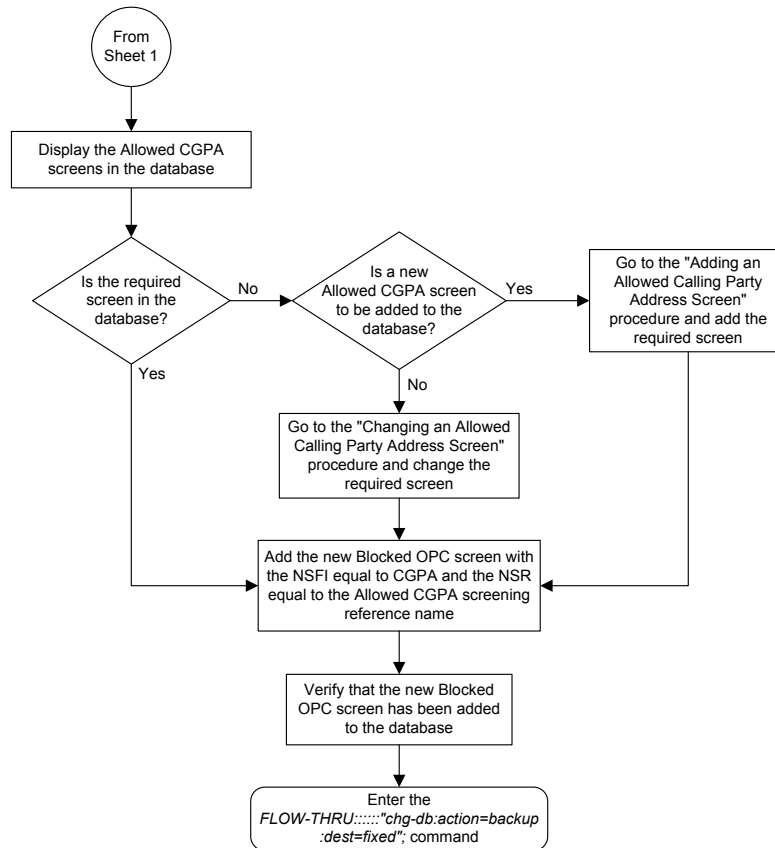 From
Sheet 1
Display the Allowed CGPA
screens in the database
Is the required
screen in the
database?
No
Is a new
Allowed CGPA screen
to be added to the
database?
Yes
Go to the "Adding an
Allowed Calling Party
Address Screen"
procedure and add the
required screen
Yes
No
Go to the "Changing an Allowed
Calling Party Address Screen"
procedure and change the
required screen
Add the new Blocked OPC screen with
the NSFI equal to CGPA and the NSR
equal to the Allowed CGPA screening
reference name
Verify that the new Blocked
OPC screen has been added
to the database
Enter the
FLOW-THRU::::::"chg-db:action=backup
:dest=fixed"; command